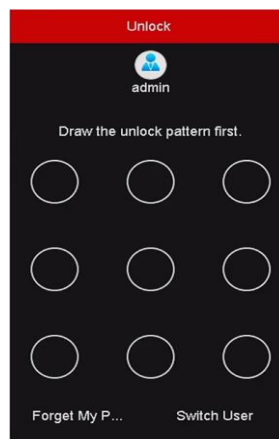 Unlock
admin
Draw the unlock pattern first.
Forget My P...
Switch User